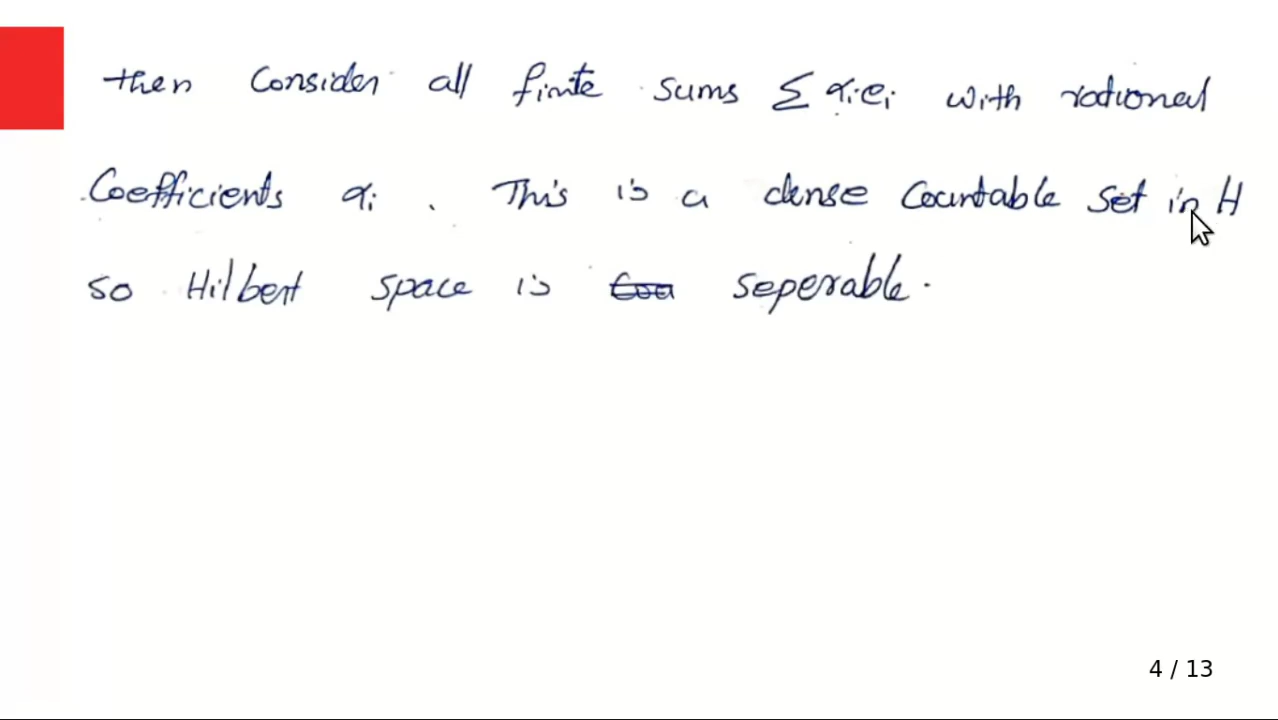 then Consider all finite sums ∑ αᵢeᵢ with rational
Coefficients αᵢ . This is a dense Countable set in H
so Hilbert space is seperable.
4 / 13